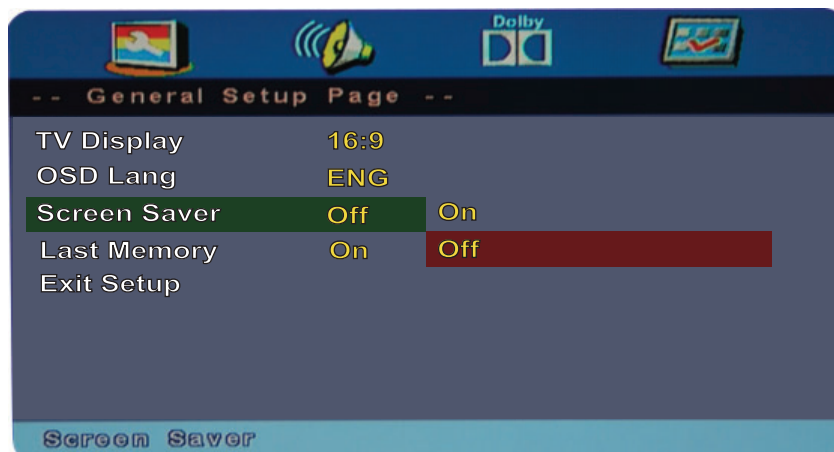 Dolby
-- General Setup Page --
TV Display 16:9
OSD Lang ENG
Screen Saver Off On
Last Memory On Off
Exit Setup
Screen Saver